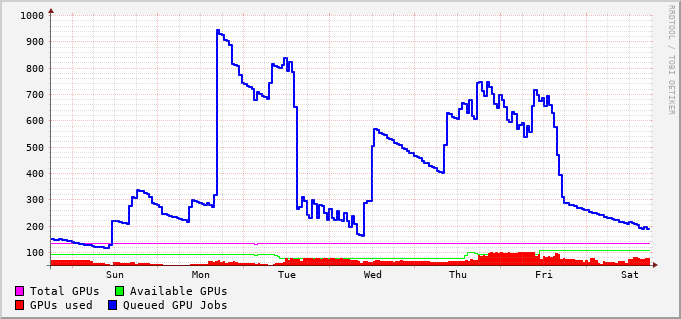 1000
900
800
700
600
500
400
300
200
100
Sun Mon Tue Wed Thu Fri Sat
Total GPUs Available GPUs
GPUs used Queued GPU Jobs
RRDTOOL / TOBI OETIKER